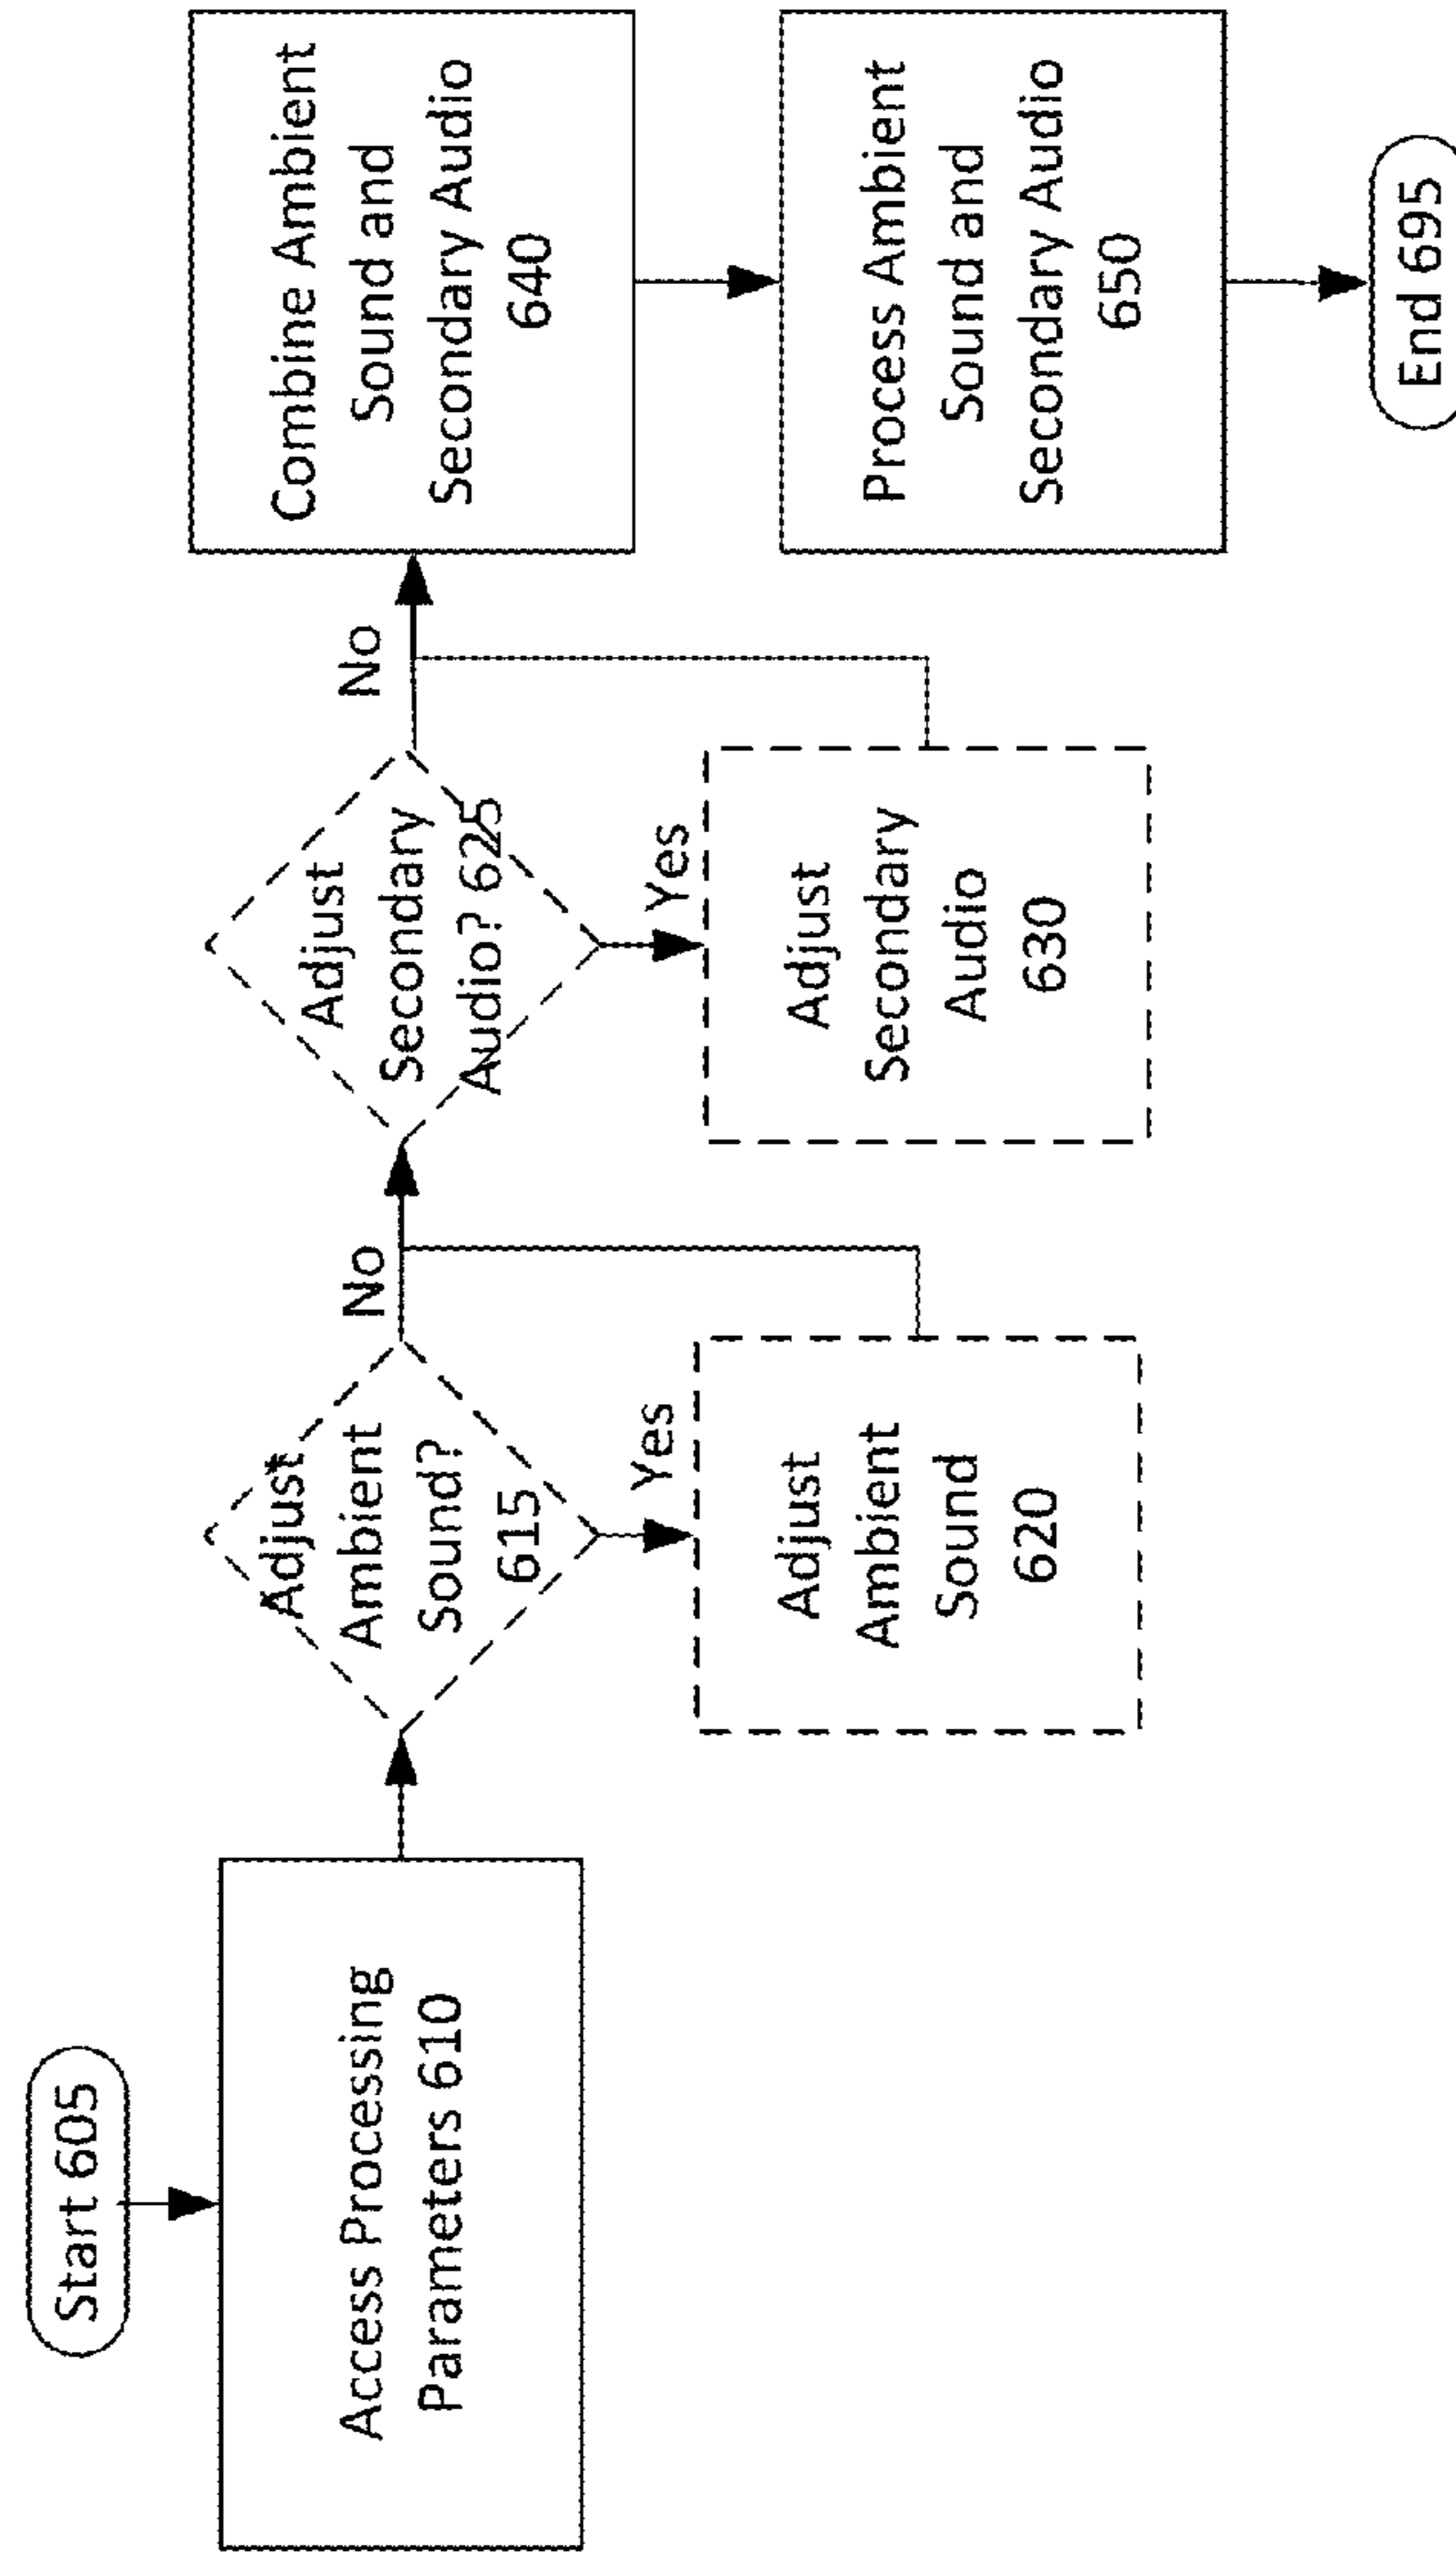 Start 605
Access Processing
Parameters 610
Adjust
Ambient
Sound?
615
No
Yes
Adjust
Ambient
Sound
620
Adjust
Secondary
Audio? 625
No
Yes
Adjust
Secondary
Audio
630
Combine Ambient
Sound and
Secondary Audio
640
Process Ambient
Sound and
Secondary Audio
650
End 695